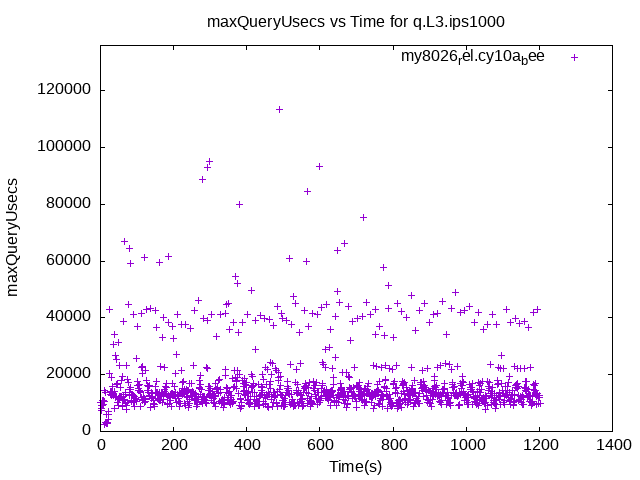 maxQueryUsecs vs Time for q.L3.ips1000
my8026rel.cy10abee
120000
100000
80000
60000
40000
20000
0
maxQueryUsecs
0 200 400 600 800 1000 1200 1400
Time(s)